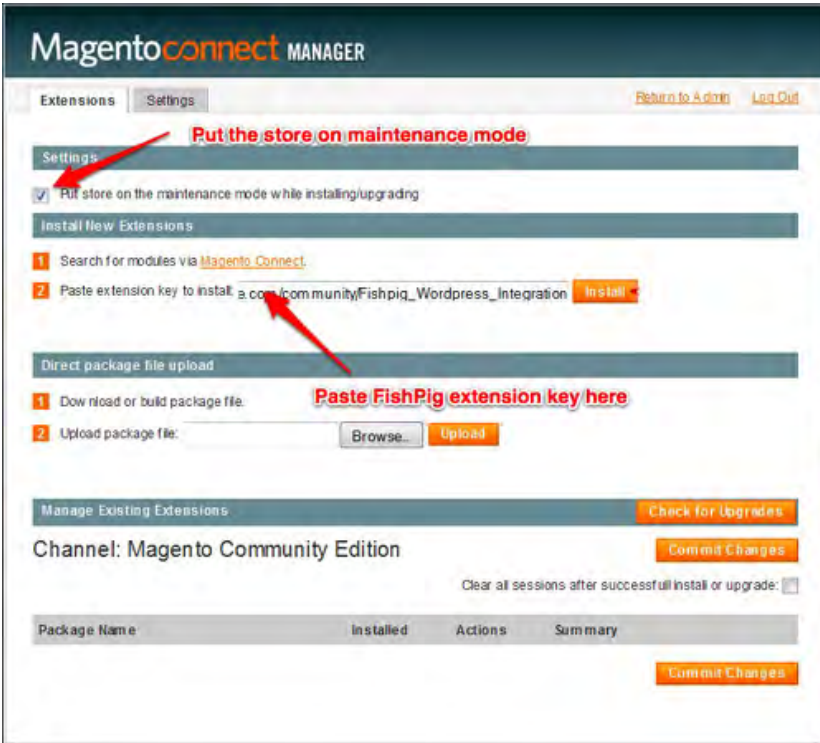 Magentoconnect MANAGER
Extensions Settings Return to Admin Log Out
Put the store on maintenance mode
Settings
Put store on the maintenance mode while installing/upgrading
Install New Extensions
1 Search for modules via Magento Connect.
2 Paste extension key to install: e.com/community/Fishpig_Wordpress_Integration Install
Direct package file upload
Paste FishPig extension key here
1 Download or build package file.
2 Upload package file: Browse... Upload
Manage Existing Extensions Check for Upgrades
Channel: Magento Community Edition Commit Changes
Clear all sessions after successfull install or upgrade:
Package Name Installed Actions Summary
Commit Changes